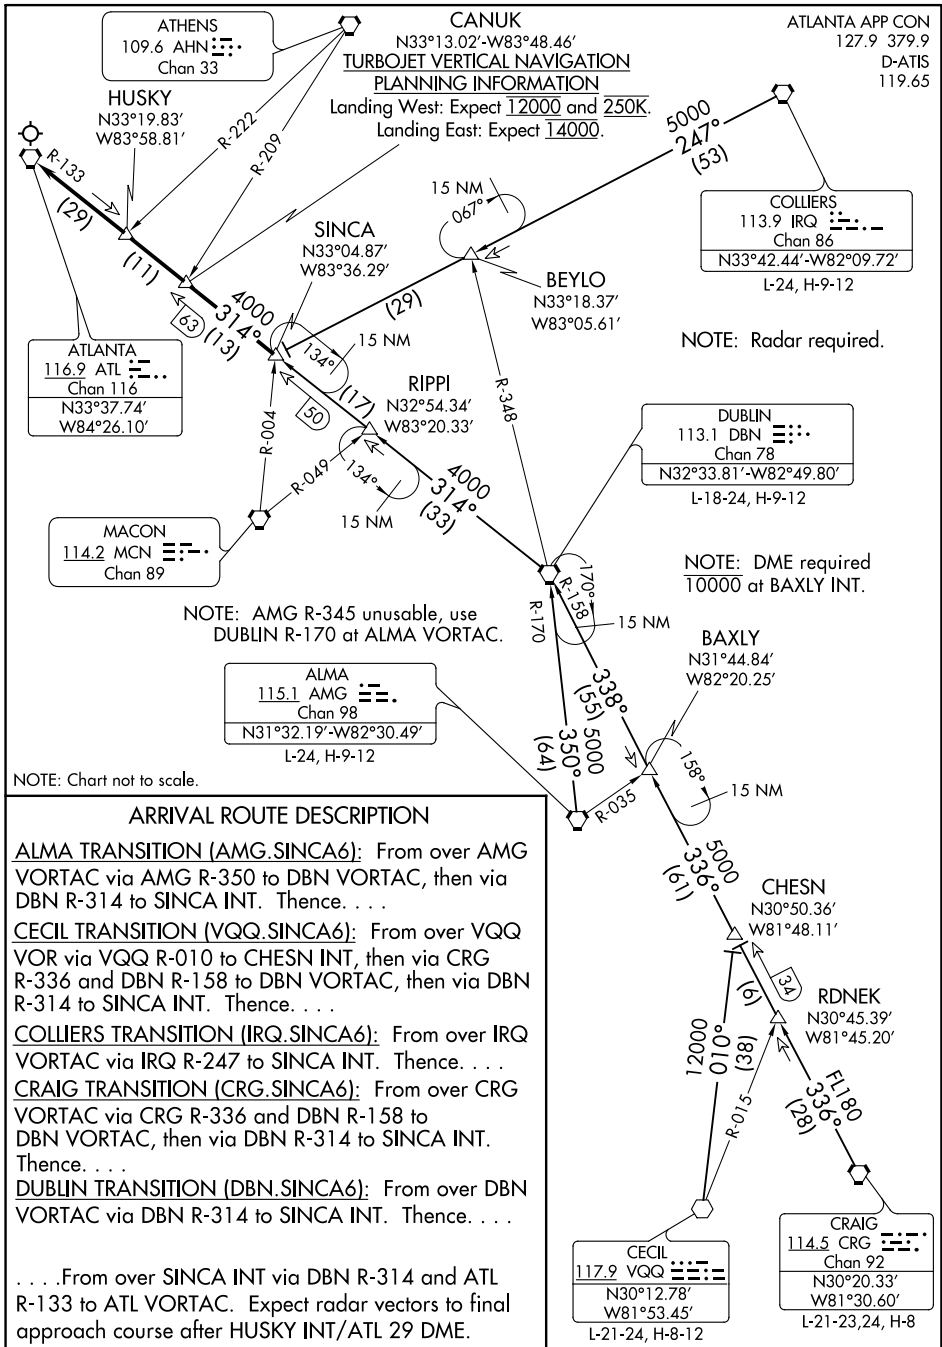 ATHENS
109.6 AHN
Chan 33
CANUK
N33°13.02′-W83°48.46′
TURBOJET VERTICAL NAVIGATION
PLANNING INFORMATION
Landing West: Expect 12000 and 250K.
Landing East: Expect 14000.
ATLANTA APP CON
127.9 379.9
D-ATIS
119.65
HUSKY
N33°19.83′
W83°58.81′
R-222
R-209
R-133
(29)
(11)
5000
247°
(53)
15 NM
067°
COLLIERS
113.9 IRQ
Chan 86
N33°42.44′-W82°09.72′
L-24, H-9-12
SINCA
N33°04.87′
W83°36.29′
BEYLO
N33°18.37′
W83°05.61′
(29)
4000
314°
(13)
63
134°
15 NM
NOTE: Radar required.
ATLANTA
116.9 ATL
Chan 116
N33°37.74′
W84°26.10′
RIPPI
N32°54.34′
W83°20.33′
(17)
50
R-004
R-049
R-348
134°
15 NM
4000
314°
(33)
DUBLIN
113.1 DBN
Chan 78
N32°33.81′-W82°49.80′
L-18-24, H-9-12
MACON
114.2 MCN
Chan 89
NOTE: DME required
10000 at BAXLY INT.
NOTE: AMG R-345 unusable, use
DUBLIN R-170 at ALMA VORTAC.
170°
R-158
R-170
15 NM
BAXLY
N31°44.84′
W82°20.25′
ALMA
115.1 AMG
Chan 98
N31°32.19′-W82°30.49′
L-24, H-9-12
338°
(55)
5000
350°
(64)
R-035
158°
15 NM
NOTE: Chart not to scale.
5000
336°
(61)
CHESN
N30°50.36′
W81°48.11′
34
(6)
RDNEK
N30°45.39′
W81°45.20′
12000
010°
(38)
R-015
FL180
336°
(28)
CECIL
117.9 VQQ
N30°12.78′
W81°53.45′
L-21-24, H-8-12
CRAIG
114.5 CRG
Chan 92
N30°20.33′
W81°30.60′
L-21-23,24, H-8
ARRIVAL ROUTE DESCRIPTION
ALMA TRANSITION (AMG.SINCA6): From over AMG
VORTAC via AMG R-350 to DBN VORTAC, then via
DBN R-314 to SINCA INT. Thence. . . .
CECIL TRANSITION (VQQ.SINCA6): From over VQQ
VOR via VQQ R-010 to CHESN INT, then via CRG
R-336 and DBN R-158 to DBN VORTAC, then via DBN
R-314 to SINCA INT. Thence. . . .
COLLIERS TRANSITION (IRQ.SINCA6): From over IRQ
VORTAC via IRQ R-247 to SINCA INT. Thence. . . .
CRAIG TRANSITION (CRG.SINCA6): From over CRG
VORTAC via CRG R-336 and DBN R-158 to
DBN VORTAC, then via DBN R-314 to SINCA INT.
Thence. . . .
DUBLIN TRANSITION (DBN.SINCA6): From over DBN
VORTAC via DBN R-314 to SINCA INT. Thence. . . .
. . . .From over SINCA INT via DBN R-314 and ATL
R-133 to ATL VORTAC. Expect radar vectors to final
approach course after HUSKY INT/ATL 29 DME.